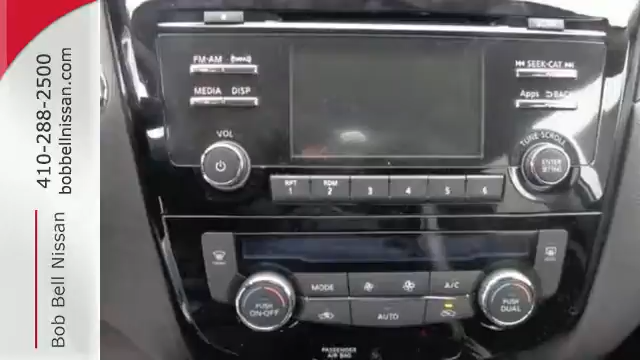 410-288-2500
bobbellnissan.com
Bob Bell Nissan
FM·AM
SEEK·CAT
MEDIA DISP
Apps BACK
VOL
TUNE·SCROLL
ENTER
SETTING
RPT
1
RDM
2
3
4
5
6
MODE
A/C
PUSH
ON·OFF
PUSH
DUAL
AUTO
PASSENGER
AIR BAG